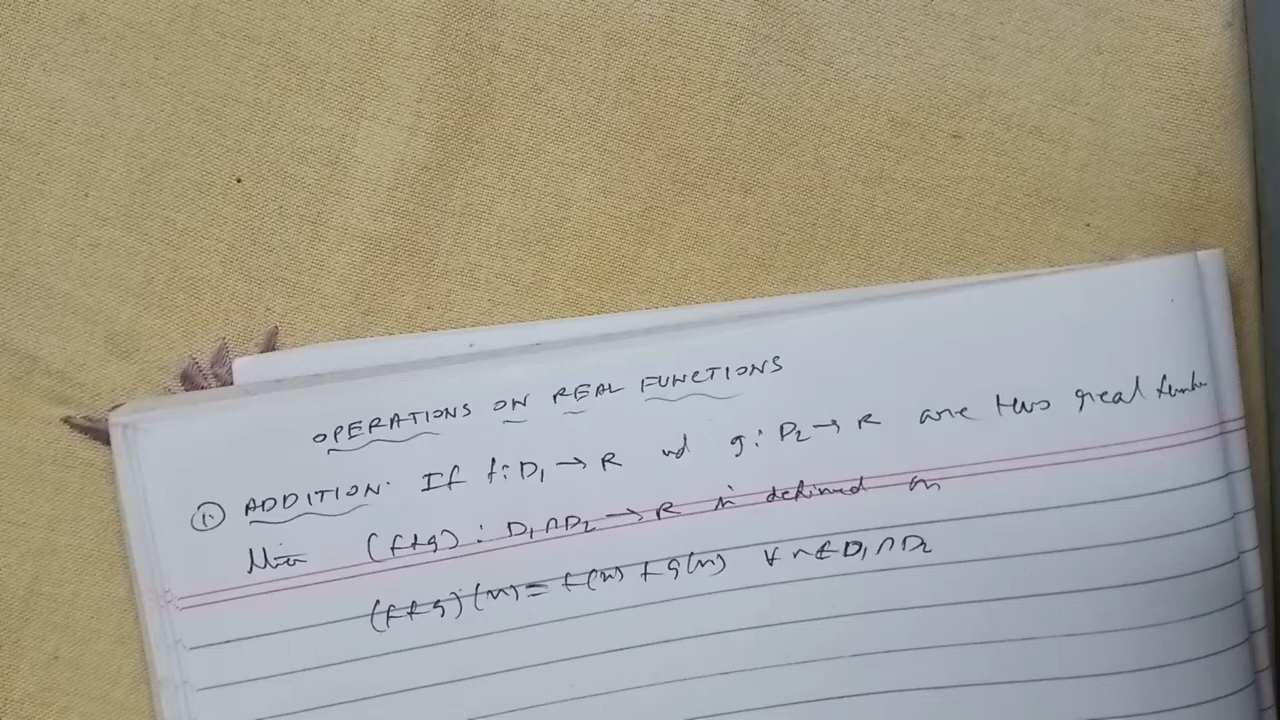 OPERATIONS ON REAL FUNCTIONS
① ADDITION. If f: D₁ → R and g: D₂ → R are two real
(f+g) : D₁∩D₂ → R is defined as
(f+g)(x) = f(x) + g(x) ∀ x ∈ D₁∩D₂